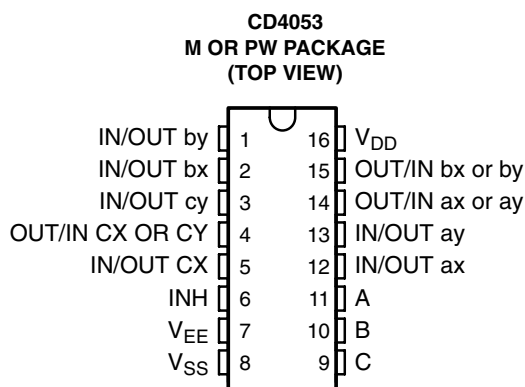 CD4053
M OR PW PACKAGE
(TOP VIEW)
IN/OUT by 1 16 VDD
IN/OUT bx 2 15 OUT/IN bx or by
IN/OUT cy 3 14 OUT/IN ax or ay
OUT/IN CX OR CY 4 13 IN/OUT ay
IN/OUT CX 5 12 IN/OUT ax
INH 6 11 A
VEE 7 10 B
VSS 8 9 C